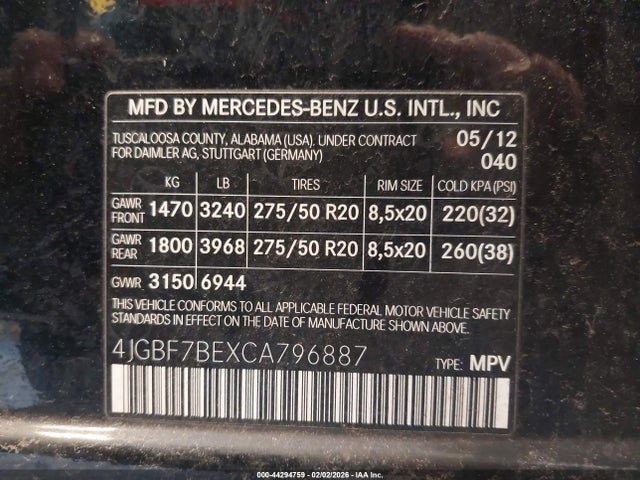 MFD BY MERCEDES-BENZ U.S. INTL., INC
TUSCALOOSA COUNTY, ALABAMA (USA). UNDER CONTRACT 05/12
FOR DAIMLER AG, STUTTGART (GERMANY) 040
KG LB TIRES RIM SIZE COLD KPA (PSI)
GAWR FRONT 1470 3240 275/50 R20 8,5x20 220(32)
GAWR REAR 1800 3968 275/50 R20 8,5x20 260(38)
GVWR 3150 6944
THIS VEHICLE CONFORMS TO ALL APPLICABLE FEDERAL MOTOR VEHICLE SAFETY
STANDARDS IN EFFECT ON THE DATE OF MANUFACTURE SHOWN ABOVE.
4JGBF7BEXCA796887 TYPE: MPV
000-44294759 - 02/02/2026 - IAA Inc.